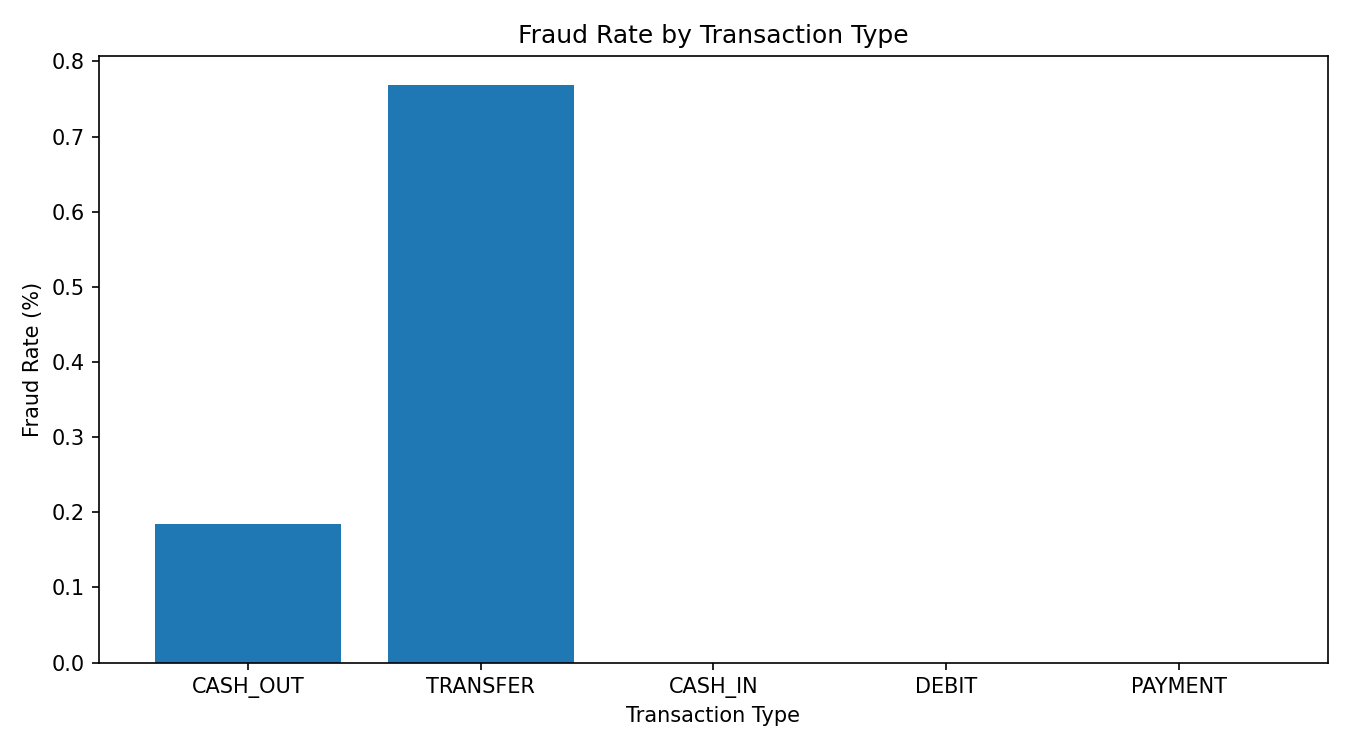 Fraud Rate by Transaction Type
Fraud Rate (%)
0.8
0.7
0.6
0.5
0.4
0.3
0.2
0.1
0.0
CASH_OUT TRANSFER CASH_IN DEBIT PAYMENT
Transaction Type